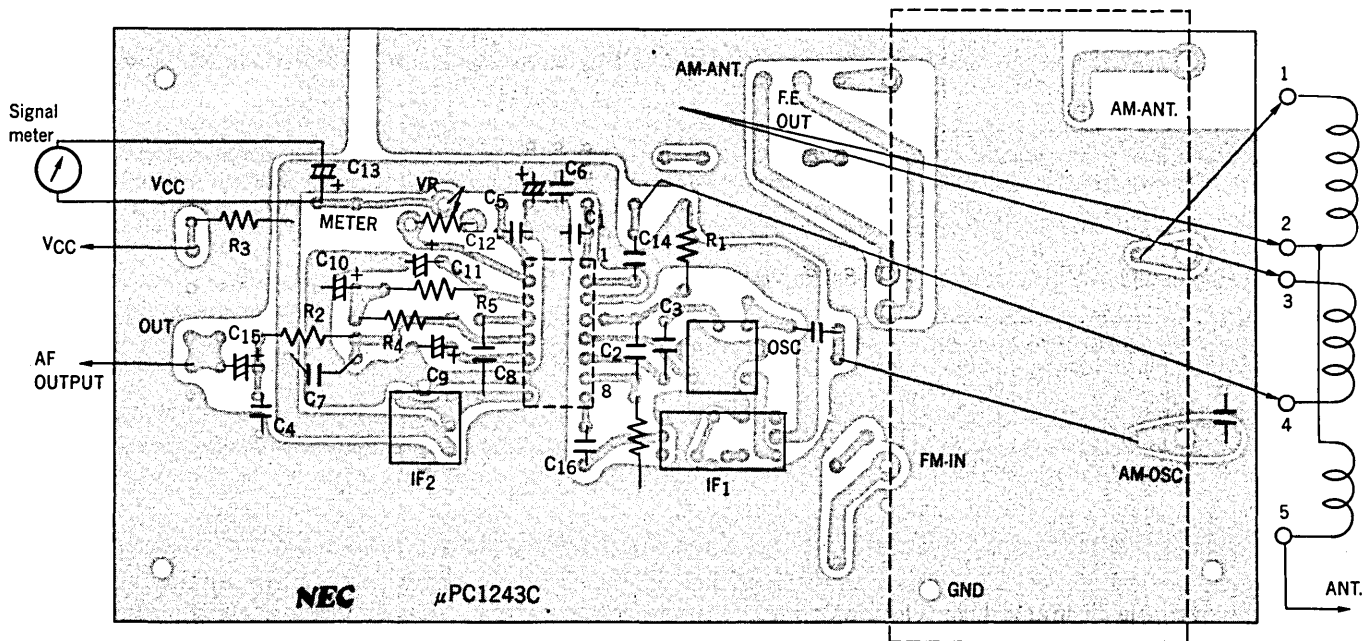 AM-ANT.
1
Signal
meter
F.E.
OUT
AM-ANT.
C13
C6
VCC
VR
C5
2
METER
C1
R3
C12
C14
R1
VCC
1
3
C10
C11
R2
R5
C3
OUT
C15
R4
C2
OSC
AF
OUTPUT
C7
C9
C8
8
4
C4
C16
FM-IN
AM-OSC
IF2
IF1
5
NEC
μPC1243C
GND
ANT.